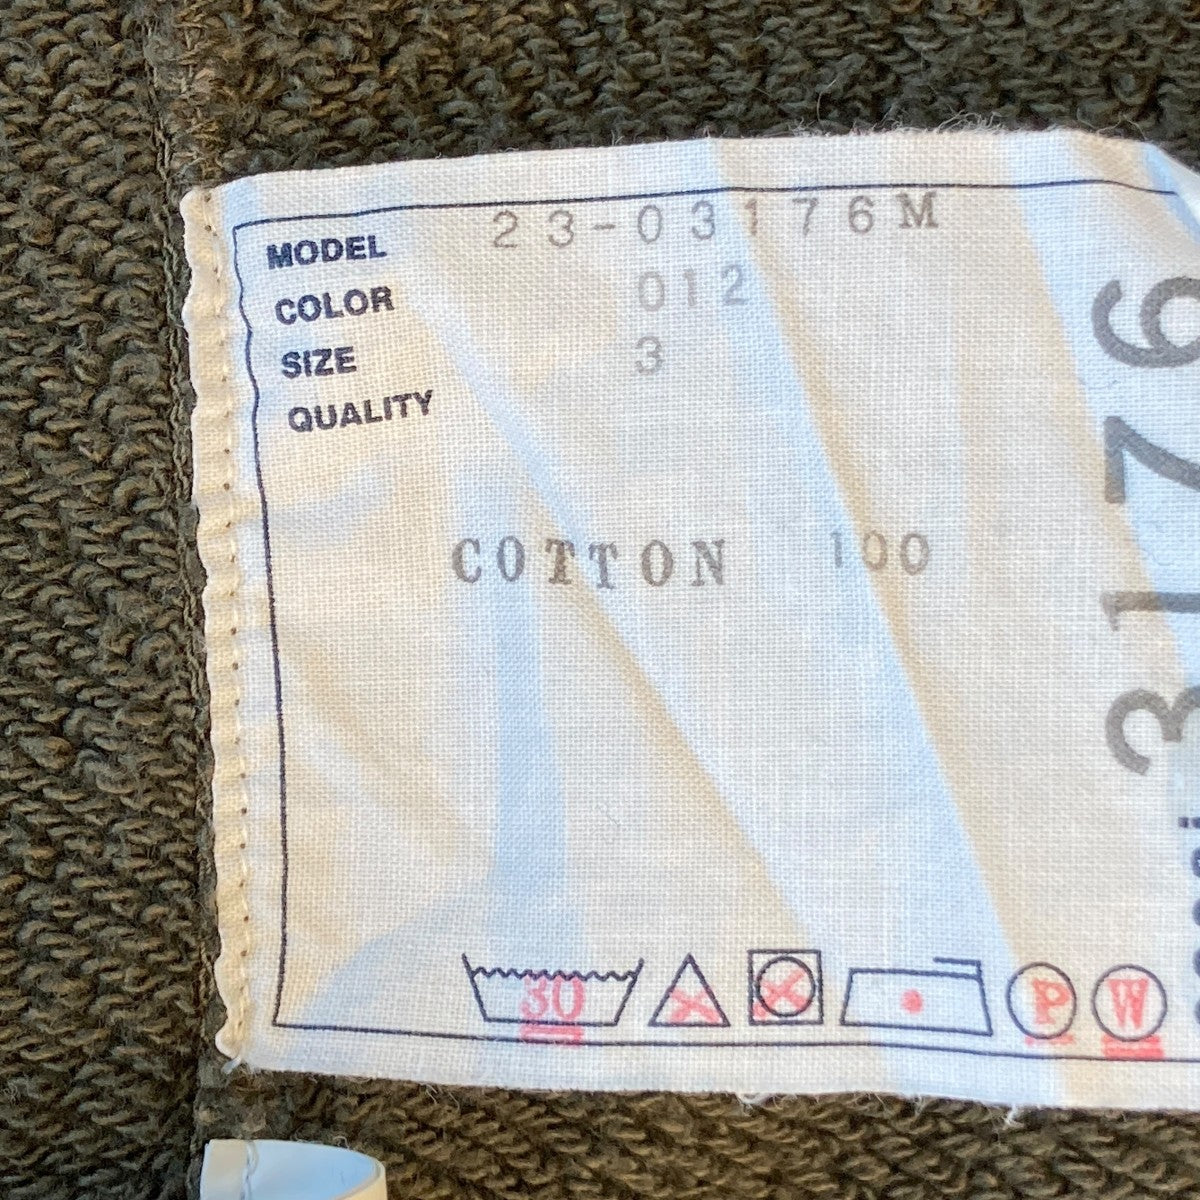 MODEL 23-03176M
COLOR 012
SIZE 3
QUALITY
COTTON 100
30
P W
3176